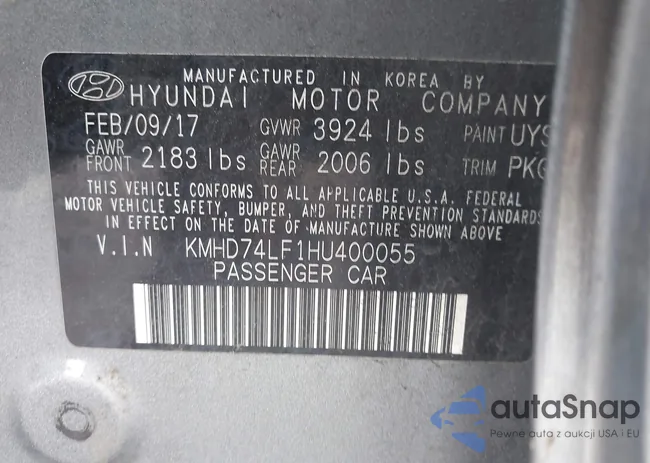 MANUFACTURED IN KOREA BY
HYUNDAI MOTOR COMPANY
FEB/09/17 GVWR 3924 lbs PAINT UYS
GAWR FRONT 2183 lbs GAWR REAR 2006 lbs TRIM PKG
THIS VEHICLE CONFORMS TO ALL APPLICABLE U.S.A. FEDERAL
MOTOR VEHICLE SAFETY, BUMPER, AND THEFT PREVENTION STANDARDS
IN EFFECT ON THE DATE OF MANUFACTURE SHOWN ABOVE
V.I.N KMHD74LF1HU400055
PASSENGER CAR
autaSnap
Pewne auta z aukcji USA i EU